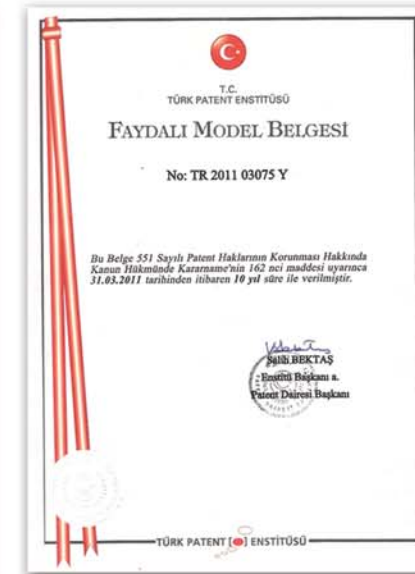 T.C.
TÜRK PATENT ENSTİTÜSÜ
FAYDALI MODEL BELGESİ
No: TR 2011 03075 Y
Bu Belge 551 Sayılı Patent Haklarının Korunması Hakkında
Kanun Hükmünde Kararname'nin 162 nci maddesi uyarınca
31.03.2011 tarihinden itibaren 10 yıl süre ile verilmiştir.
Salih BEKTAŞ
Enstitü Başkanı a.
Patent Dairesi Başkanı
TÜRK PATENT ENSTİTÜSÜ